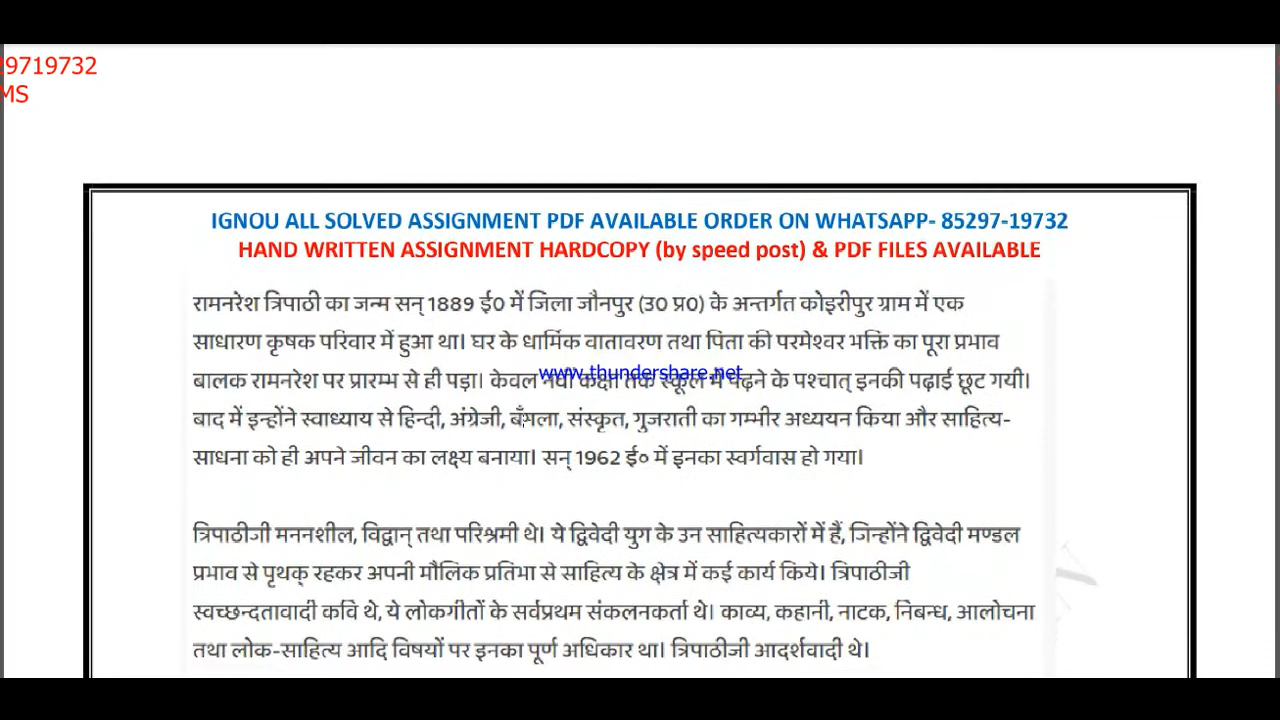 29719732
MS
IGNOU ALL SOLVED ASSIGNMENT PDF AVAILABLE ORDER ON WHATSAPP- 85297-19732
HAND WRITTEN ASSIGNMENT HARDCOPY (by speed post) & PDF FILES AVAILABLE
रामनरेश त्रिपाठी का जन्म सन् 1889 ई0 में जिला जौनपुर (उ0 प्र0) के अन्तर्गत कोइरीपुर ग्राम में एक
साधारण कृषक परिवार में हुआ था। घर के धार्मिक वातावरण तथा पिता की परमेश्वर भक्ति का पूरा प्रभाव
www.thundershare.net
बालक रामनरेश पर प्रारम्भ से ही पड़ा। केवल नवीं कक्षा तक स्कूल में पढ़ने के पश्चात् इनकी पढ़ाई छूट गयी।
बाद में इन्होंने स्वाध्याय से हिन्दी, अंग्रेजी, बँगला, संस्कृत, गुजराती का गम्भीर अध्ययन किया और साहित्य-
साधना को ही अपने जीवन का लक्ष्य बनाया। सन् 1962 ई० में इनका स्वर्गवास हो गया।
त्रिपाठीजी मननशील, विद्वान् तथा परिश्रमी थे। ये द्विवेदी युग के उन साहित्यकारों में हैं, जिन्होंने द्विवेदी मण्डल
प्रभाव से पृथक् रहकर अपनी मौलिक प्रतिभा से साहित्य के क्षेत्र में कई कार्य किये। त्रिपाठीजी
स्वच्छन्दतावादी कवि थे, ये लोकगीतों के सर्वप्रथम संकलनकर्ता थे। काव्य, कहानी, नाटक, निबन्ध, आलोचना
तथा लोक-साहित्य आदि विषयों पर इनका पूर्ण अधिकार था। त्रिपाठीजी आदर्शवादी थे।